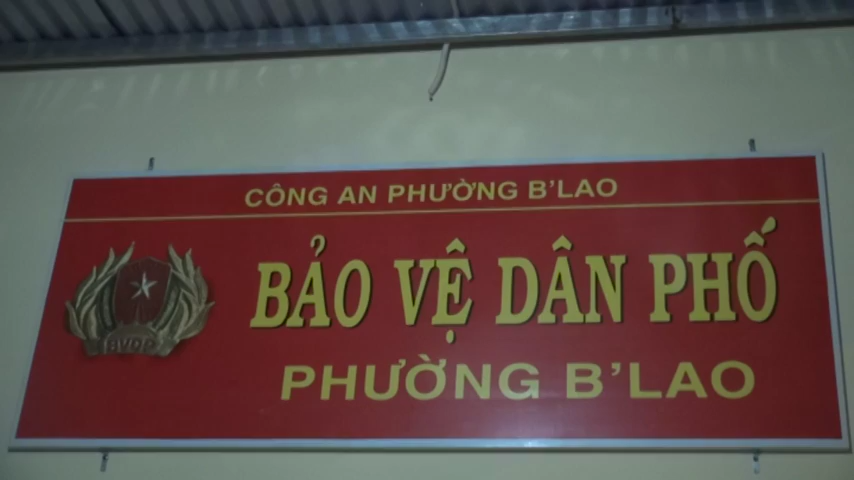 CÔNG AN PHƯỜNG B'LAO
BẢO VỆ DÂN PHỐ
BVDP
PHƯỜNG B'LAO